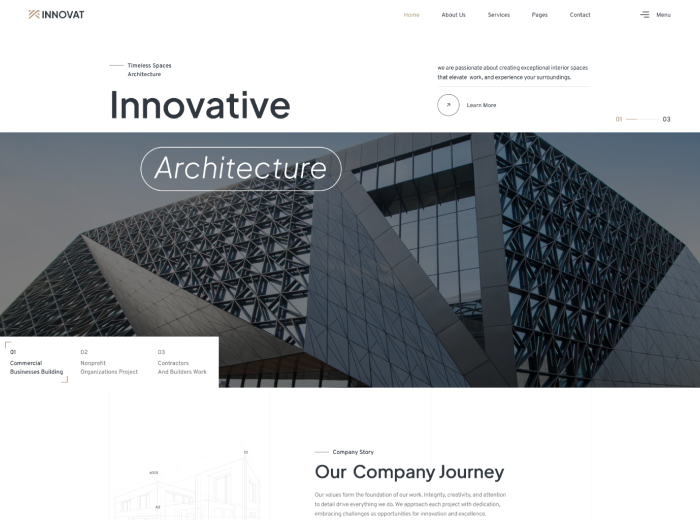 INNOVAT
Home
About Us
Services
Pages
Contact
Menu
Timeless Spaces
Architecture
Innovative
we are passionate about creating exceptional interior spaces
that elevate work, and experience your surroundings.
Learn More
01
03
Architecture
01
Commercial
Businesses Building
02
Nonprofit
Organizations Project
03
Contractors
And Builders Work
Company Story
Our Company Journey
Our values form the foundation of our work. Integrity, creativity, and attention
to detail drive everything we do. We approach each project with dedication,
embracing challenges as opportunities for innovation and excellence.